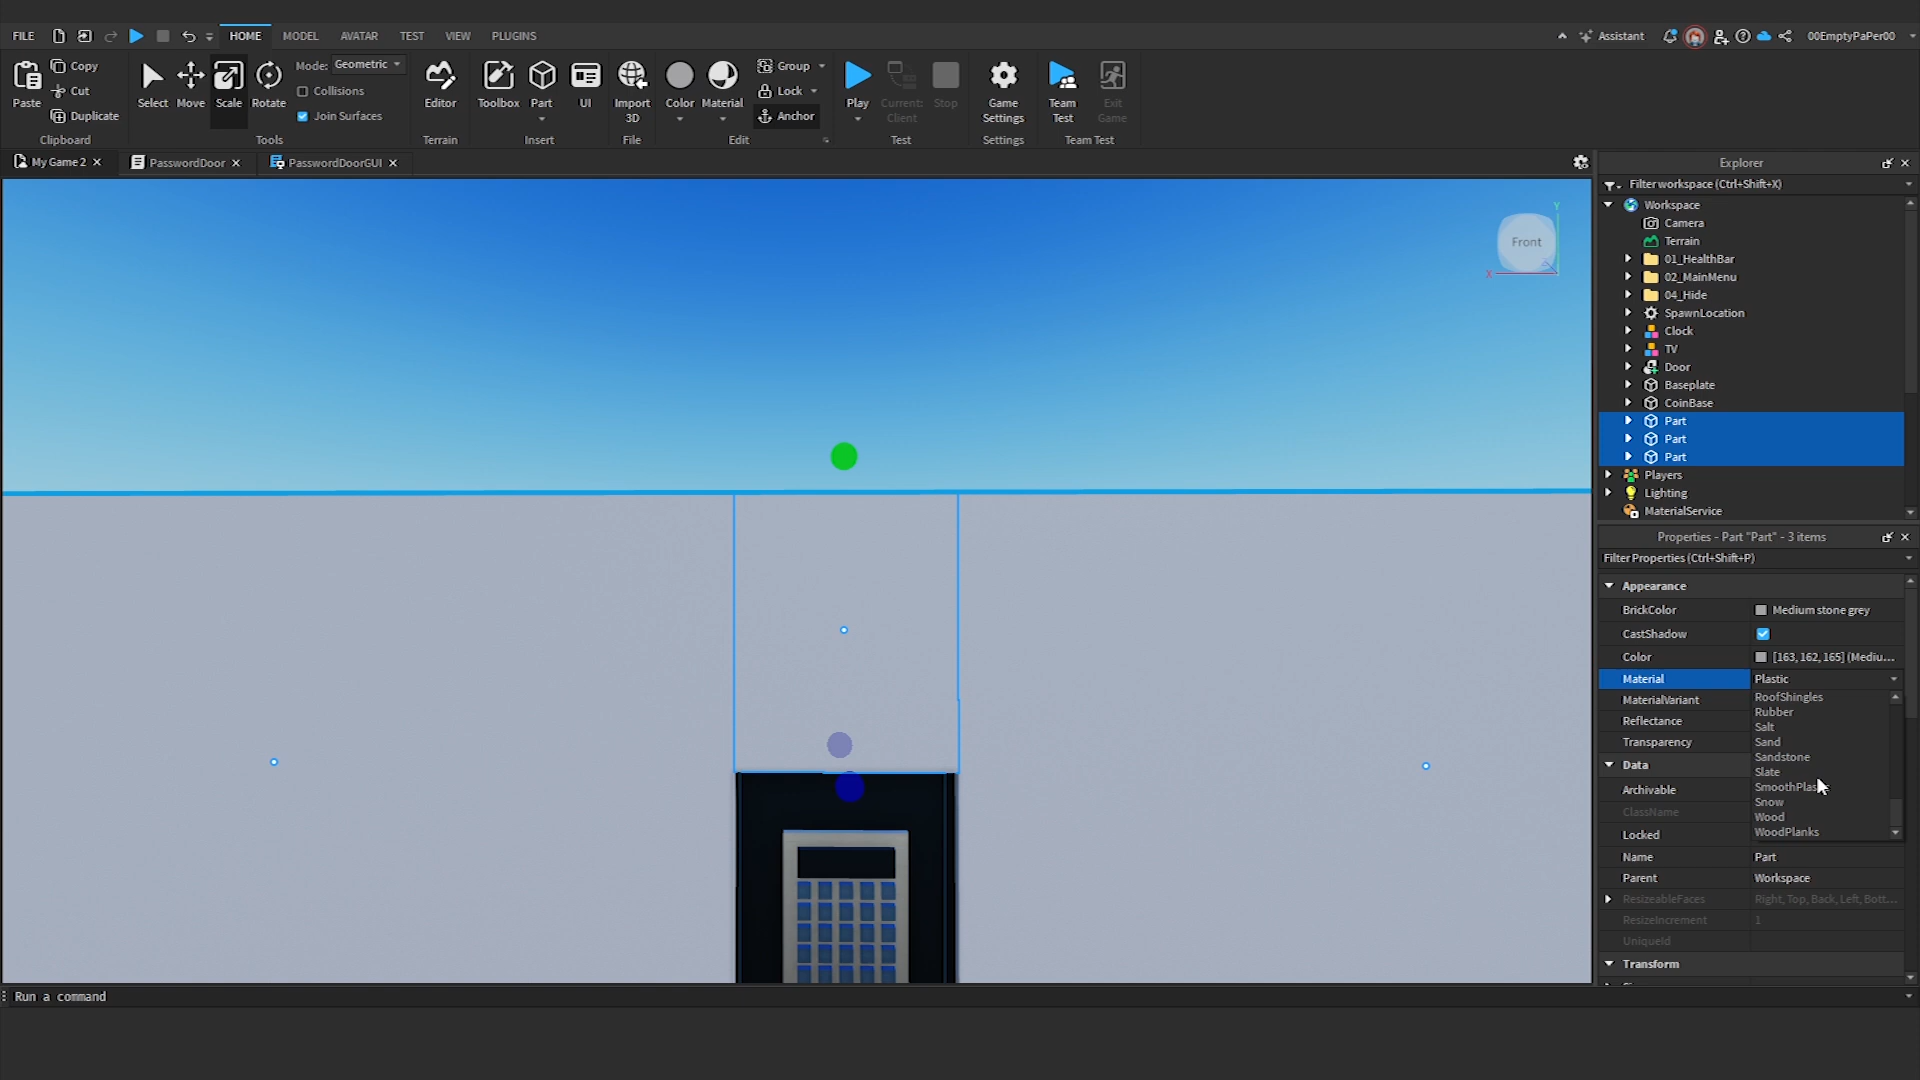 FILE HOME MODEL AVATAR TEST VIEW PLUGINS Assistant 00EmptyPaPer00
Paste Copy Cut Duplicate Clipboard
Select Move Scale Rotate Mode: Geometric Collisions Join Surfaces Tools
Editor Terrain
Toolbox Part UI Insert
Import 3D File
Color Material Group Lock Anchor Edit
Play Current: Client Stop Test
Game Settings Settings
Team Test Exit Game Team Test
My Game 2 PasswordDoor PasswordDoorGUI
Front
X
Y
Explorer
Filter workspace (Ctrl+Shift+X)
Workspace
Camera
Terrain
01_HealthBar
02_MainMenu
04_Hide
SpawnLocation
Clock
TV
Door
Baseplate
CoinBase
Part
Part
Part
Players
Lighting
MaterialService
Properties - Part "Part" - 3 items
Filter Properties (Ctrl+Shift+P)
Appearance
BrickColor Medium stone grey
CastShadow
Color [163, 162, 165] (Mediu...
Material Plastic
MaterialVariant
Reflectance
Transparency
RoofShingles
Rubber
Salt
Sand
Sandstone
Slate
SmoothPlas
Snow
Wood
WoodPlanks
Data
Archivable
ClassName
Locked
Name Part
Parent Workspace
ResizeableFaces Right, Top, Back, Left, Bott...
ResizeIncrement 1
UniqueId
Transform
Run a command